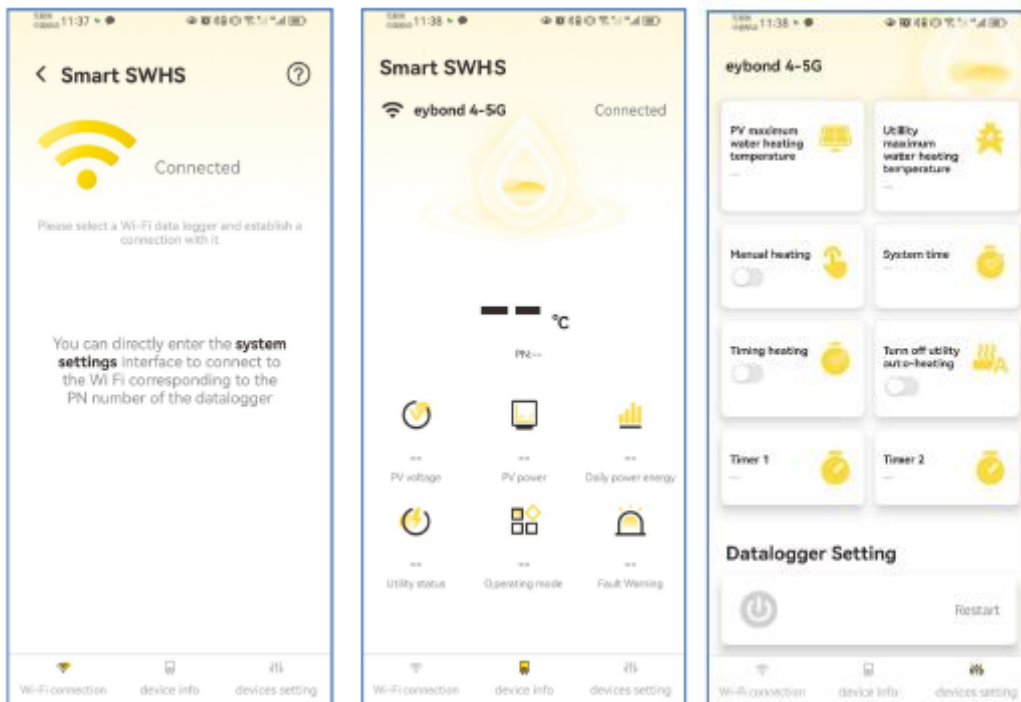 11:37
< Smart SWHS
Connected
Please select a Wi-Fi data logger and establish a
connection with it
You can directly enter the system
settings interface to connect to
the Wi Fi corresponding to the
PN number of the datalogger
Wi-Fi connection device info devices setting
11:38
Smart SWHS
eybond 4-5G Connected
-- °C
PN:--
-- -- --
PV voltage PV power Daily power energy
-- -- --
Utility status Operating mode Fault Warning
Wi-Fi connection device info devices setting
11:38
eybond 4-5G
PV maximum
water heating
temperature
--
Utility
maximum
water heating
temperature
--
Manual heating
System time
--
Timing heating
Turn off utility
auto-heating
Timer 1
--
Timer 2
--
Datalogger Setting
Restart
Wi-Fi connection device info devices setting